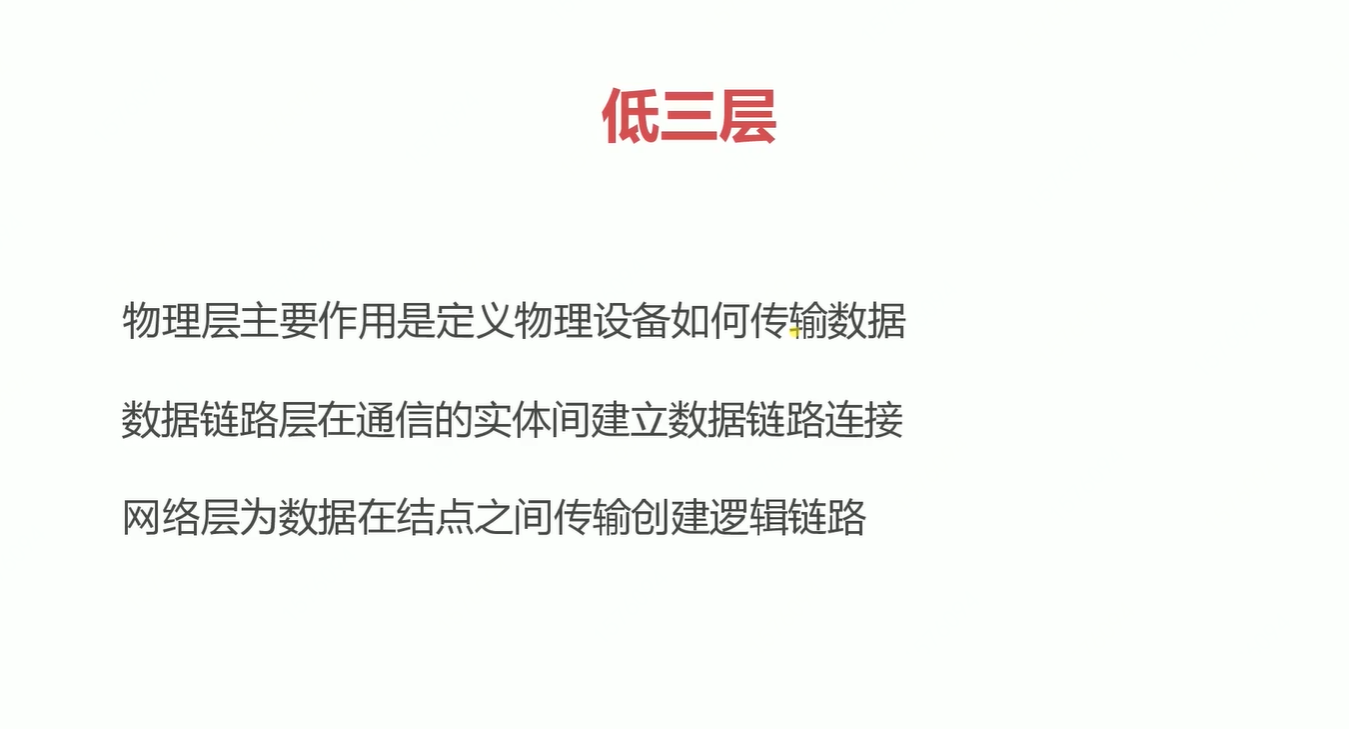 低三层
物理层主要作用是定义物理设备如何传输数据
数据链路层在通信的实体间建立数据链路连接
网络层为数据在结点之间传输创建逻辑链路